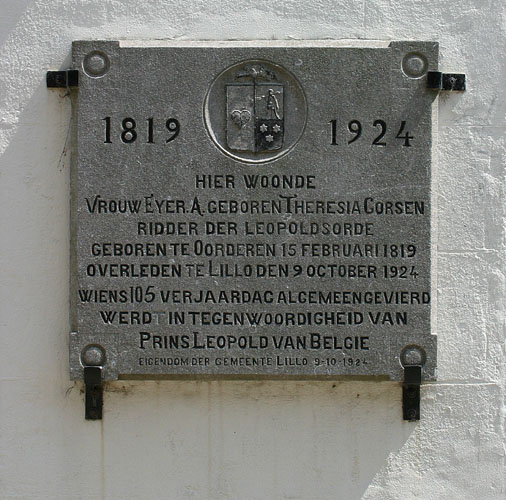 1819 1924
HIER WOONDE
VROUW EYER. A. GEBOREN THERESIA CORSEN
RIDDER DER LEOPOLDSORDE
GEBOREN TE OORDEREN 15 FEBRUARI 1819
OVERLEDEN TE LILLO DEN 9 OCTOBER 1924
WIENS 105 VERJAARDAG ALGEMEEN GEVIERD
WERDT IN TEGENWOORDIGHEID VAN
PRINS LEOPOLD VAN BELGIE
EIGENDOM DER GEMEENTE LILLO 9-10-1924